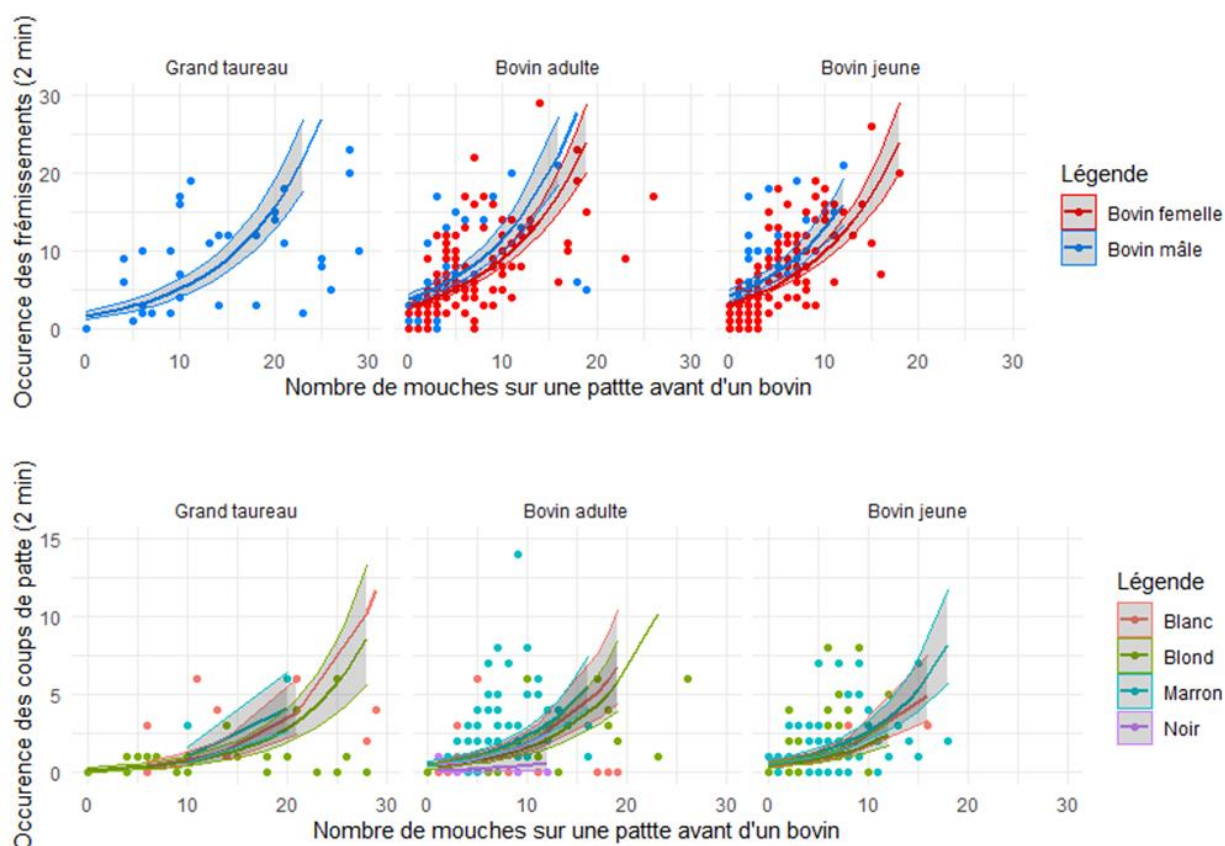 Occurence des frémissements (2 min)
Grand taureau
Bovin adulte
Bovin jeune
30
20
10
0
0 10 20 30
0 10 20 30
0 10 20 30
Nombre de mouches sur une pattte avant d'un bovin
Légende
Bovin femelle
Bovin mâle
Occurence des coups de patte (2 min)
Grand taureau
Bovin adulte
Bovin jeune
15
10
5
0
0 10 20 30
0 10 20 30
0 10 20 30
Nombre de mouches sur une pattte avant d'un bovin
Légende
Blanc
Blond
Marron
Noir